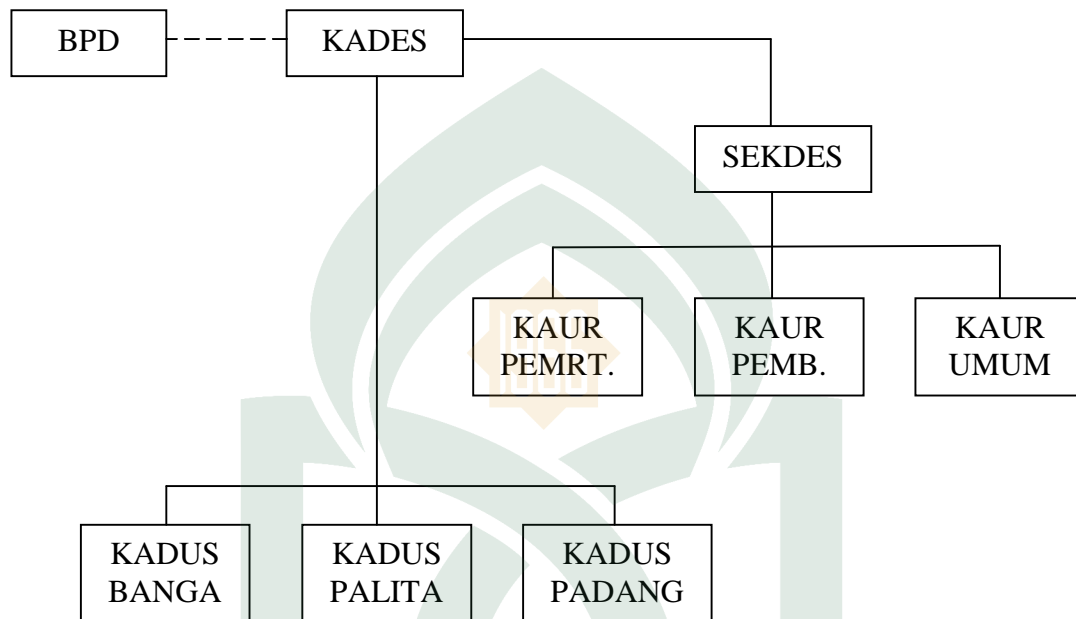 BPD
KADES
SEKDES
KAUR
PEMRT.
KAUR
PEMB.
KAUR
UMUM
KADUS
BANGA
KADUS
PALITA
KADUS
PADANG